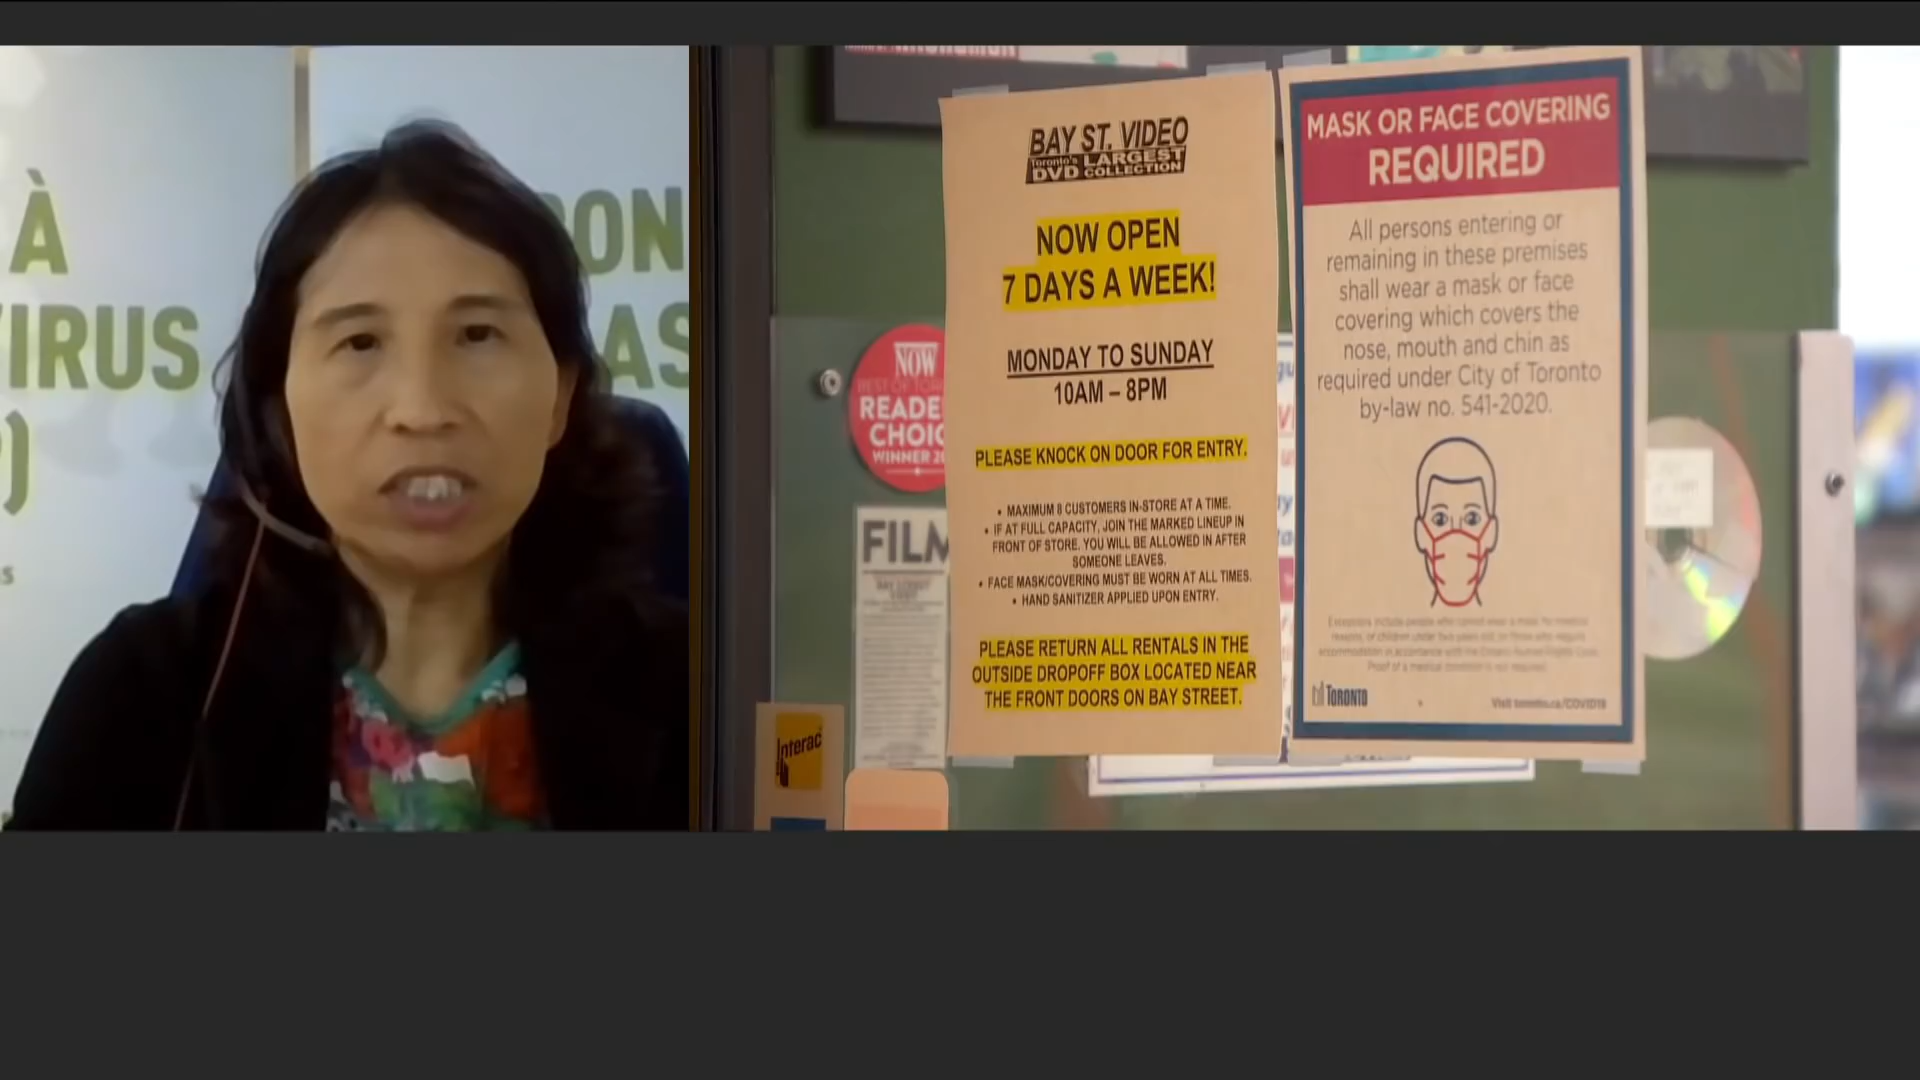 À
VIRUS
RON
AS
BAY ST. VIDEO
Toronto's LARGEST
DVD COLLECTION
NOW OPEN
7 DAYS A WEEK!
MONDAY TO SUNDAY
10AM – 8PM
PLEASE KNOCK ON DOOR FOR ENTRY.
• MAXIMUM 8 CUSTOMERS IN-STORE AT A TIME.
• IF AT FULL CAPACITY, JOIN THE MARKED LINEUP IN
FRONT OF STORE. YOU WILL BE ALLOWED IN AFTER
SOMEONE LEAVES.
• FACE MASK/COVERING MUST BE WORN AT ALL TIMES.
• HAND SANITIZER APPLIED UPON ENTRY.
PLEASE RETURN ALL RENTALS IN THE
OUTSIDE DROPOFF BOX LOCATED NEAR
THE FRONT DOORS ON BAY STREET.
MASK OR FACE COVERING
REQUIRED
All persons entering or
remaining in these premises
shall wear a mask or face
covering which covers the
nose, mouth and chin as
required under City of Toronto
by-law no. 541-2020.
TORONTO
Visit toronto.ca/COVID19
NOW
READE
CHOIC
WINNER 20
FILM
Interac